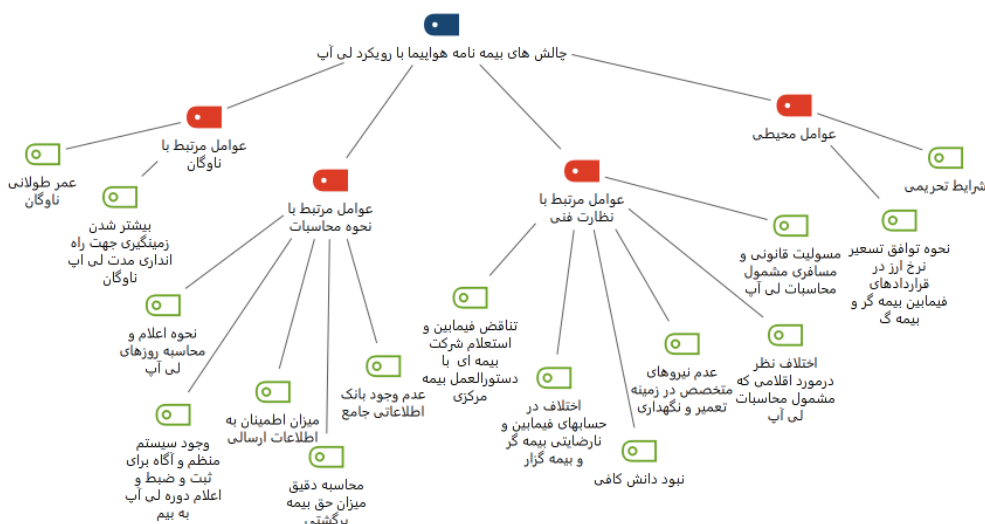 چالش های بیمه نامه هواپیما با رویکرد لی آپ
عوامل محیطی
شرایط تحریمی
نحوه توافق تسعیر
نرخ ارز در
قراردادهای
فیمابین بیمه گر و
بیمه گ
عوامل مرتبط با
نظارت فنی
مسولیت قانونی و
مسافری مشمول
محاسبات لی آپ
اختلاف نظر
درمورد اقلامی که
مشمول محاسبات
لی آپ
عدم نیروهای
متخصص در زمینه
تعمیر و نگهداری
نبود دانش کافی
اختلاف در
حسابهای فیمابین و
نارضایتی بیمه گر
و بیمه گزار
تناقض فیمابین و
استعلام شرکت
بیمه ای با
دستورالعمل بیمه
مرکزی
عوامل مرتبط با
نحوه محاسبات
عدم وجود بانک
اطلاعاتی جامع
محاسبه دقیق
میزان حق بیمه
برگشتی
میزان اطمینان به
اطلاعات ارسالی
وجود سیستم
منظم و آگاه برای
ثبت و ضبط و
اعلام دوره لی آپ
به بیم
نحوه اعلام و
محاسبه روزهای
لی آپ
عوامل مرتبط با
ناوگان
بیشتر شدن
زمینگیری جهت راه
اندازی مدت لی آپ
ناوگان
عمر طولانی
ناوگان